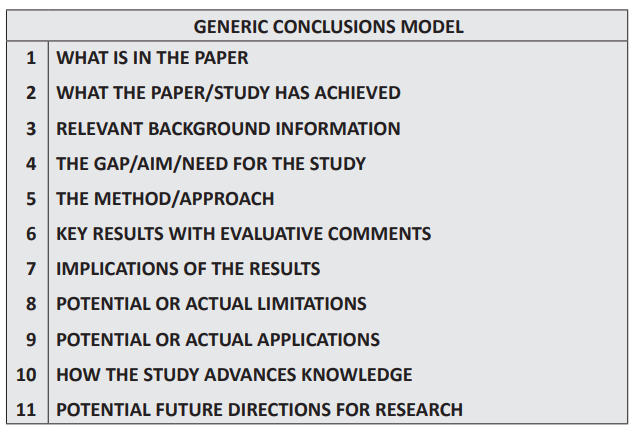 GENERIC CONCLUSIONS MODEL
1 WHAT IS IN THE PAPER
2 WHAT THE PAPER/STUDY HAS ACHIEVED
3 RELEVANT BACKGROUND INFORMATION
4 THE GAP/AIM/NEED FOR THE STUDY
5 THE METHOD/APPROACH
6 KEY RESULTS WITH EVALUATIVE COMMENTS
7 IMPLICATIONS OF THE RESULTS
8 POTENTIAL OR ACTUAL LIMITATIONS
9 POTENTIAL OR ACTUAL APPLICATIONS
10 HOW THE STUDY ADVANCES KNOWLEDGE
11 POTENTIAL FUTURE DIRECTIONS FOR RESEARCH